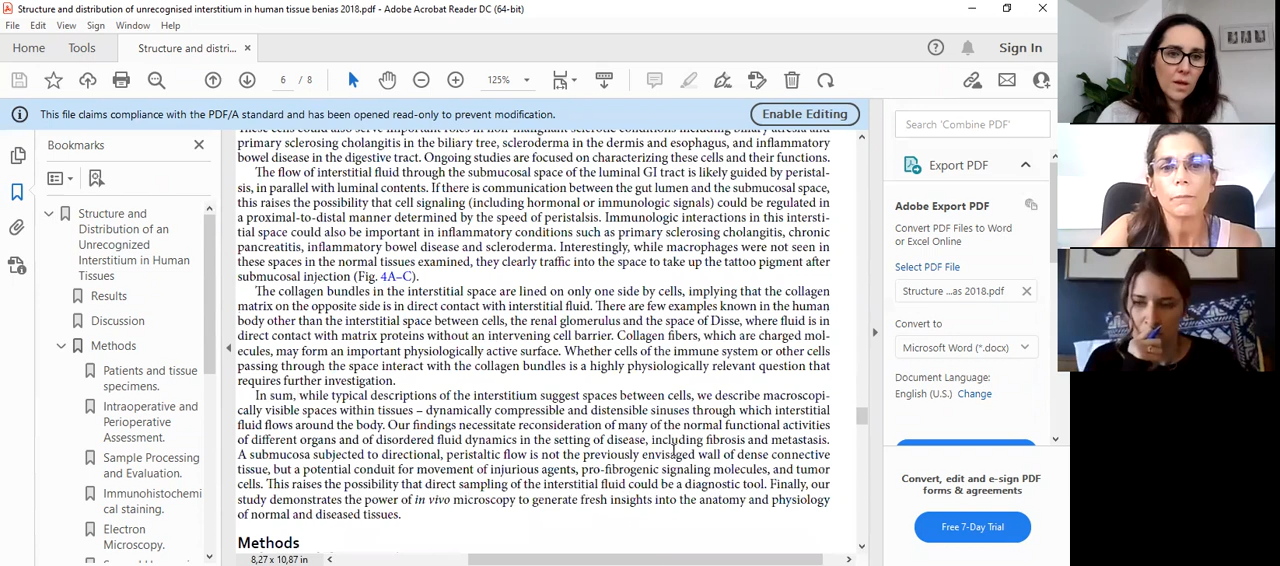 Structure and distribution of unrecognised interstitium in human tissue benias 2018.pdf - Adobe Acrobat Reader DC (64-bit)
File Edit View Sign Window Help
Home Tools Structure and distri... × Sign In
6 / 8 125%
This file claims compliance with the PDF/A standard and has been opened read-only to prevent modification. Enable Editing
Bookmarks
Structure and
Distribution of an
Unrecognized
Interstitium in Human
Tissues
Results
Discussion
Methods
Patients and tissue
specimens.
Intraoperative and
Perioperative
Assessment.
Sample Processing
and Evaluation.
Immunohistochemi
cal staining.
Electron
Microscopy.
These cells could also serve important roles in non-malignant sclerotic conditions including biliary atresia and
primary sclerosing cholangitis in the biliary tree, scleroderma in the dermis and esophagus, and inflammatory
bowel disease in the digestive tract. Ongoing studies are focused on characterizing these cells and their functions.
The flow of interstitial fluid through the submucosal space of the luminal GI tract is likely guided by peristal-
sis, in parallel with luminal contents. If there is communication between the gut lumen and the submucosal space,
this raises the possibility that cell signaling (including hormonal or immunologic signals) could be regulated in
a proximal-to-distal manner determined by the speed of peristalsis. Immunologic interactions in this intersti-
tial space could also be important in inflammatory conditions such as primary sclerosing cholangitis, chronic
pancreatitis, inflammatory bowel disease and scleroderma. Interestingly, while macrophages were not seen in
these spaces in the normal tissues examined, they clearly traffic into the space to take up the tattoo pigment after
submucosal injection (Fig. 4A–C).
The collagen bundles in the interstitial space are lined on only one side by cells, implying that the collagen
matrix on the opposite side is in direct contact with interstitial fluid. There are few examples known in the human
body other than the interstitial space between cells, the renal glomerulus and the space of Disse, where fluid is in
direct contact with matrix proteins without an intervening cell barrier. Collagen fibers, which are charged mol-
ecules, may form an important physiologically active surface. Whether cells of the immune system or other cells
passing through the space interact with the collagen bundles is a highly physiologically relevant question that
requires further investigation.
In sum, while typical descriptions of the interstitium suggest spaces between cells, we describe macroscopi-
cally visible spaces within tissues – dynamically compressible and distensible sinuses through which interstitial
fluid flows around the body. Our findings necessitate reconsideration of many of the normal functional activities
of different organs and of disordered fluid dynamics in the setting of disease, including fibrosis and metastasis.
A submucosa subjected to directional, peristaltic flow is not the previously envisaged wall of dense connective
tissue, but a potential conduit for movement of injurious agents, pro-fibrogenic signaling molecules, and tumor
cells. This raises the possibility that direct sampling of the interstitial fluid could be a diagnostic tool. Finally, our
study demonstrates the power of in vivo microscopy to generate fresh insights into the anatomy and physiology
of normal and diseased tissues.
Methods
8,27 x 10,87 in
Search 'Combine PDF'
Export PDF
Adobe Export PDF
Convert PDF Files to Word
or Excel Online
Select PDF File
Structure ...as 2018.pdf
Convert to
Microsoft Word (*.docx)
Document Language:
English (U.S.) Change
Convert, edit and e-sign PDF
forms & agreements
Free 7-Day Trial